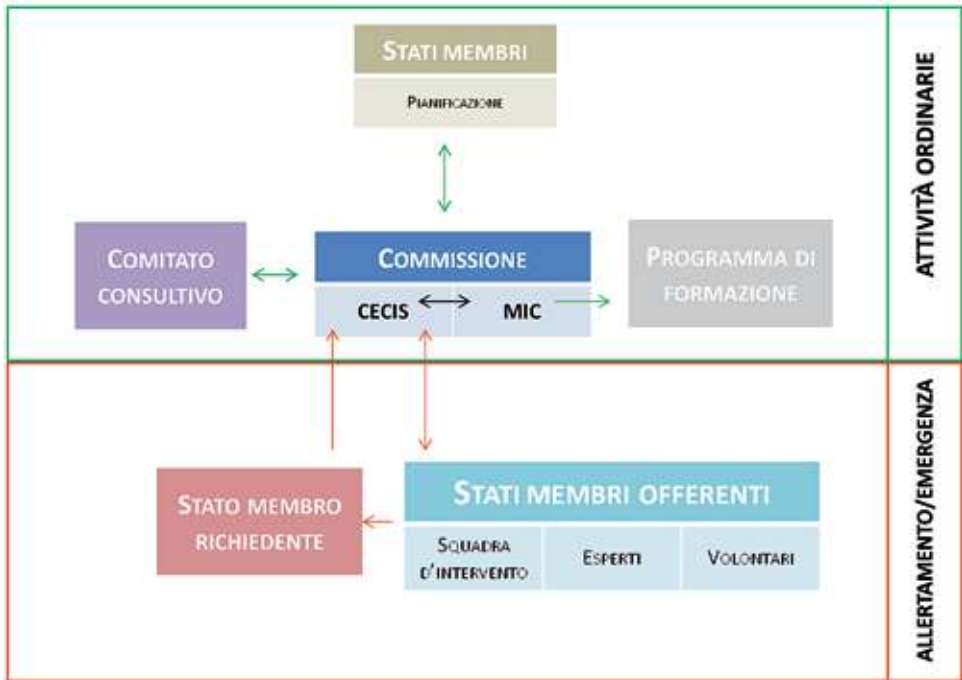 STATI MEMBRI
PIANIFICAZIONE
COMITATO
CONSULTIVO
COMMISSIONE
CECIS
MIC
PROGRAMMA DI
FORMAZIONE
ATTIVITÀ ORDINARIE
STATO MEMBRO
RICHIEDENTE
STATI MEMBRI OFFERENTI
SQUADRA
D'INTERVENTO
ESPERTI
VOLONTARI
ALLERTAMENTO/EMERGENZA